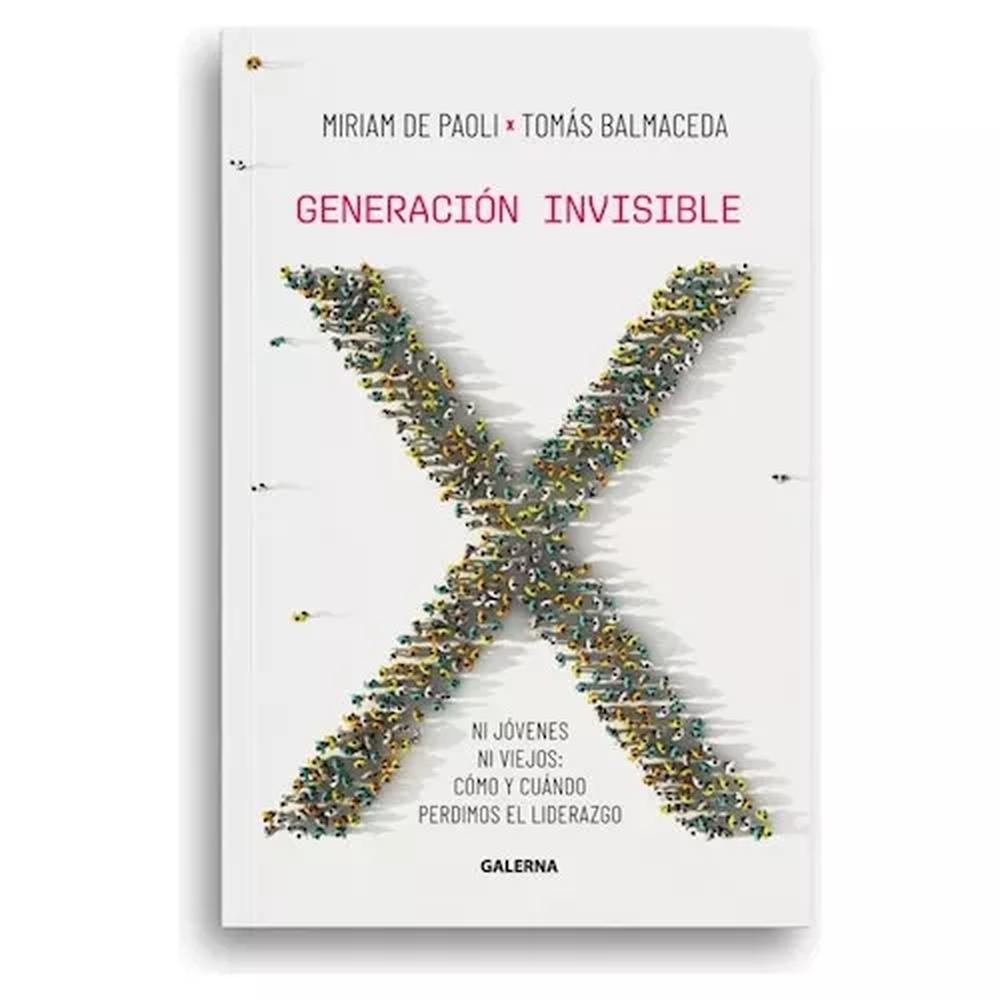 MIRIAM DE PAOLI x TOMÁS BALMACEDA
GENERACIÓN INVISIBLE
X
NI JÓVENES
NI VIEJOS:
CÓMO Y CUÁNDO
PERDIMOS EL LIDERAZGO
GALERNA